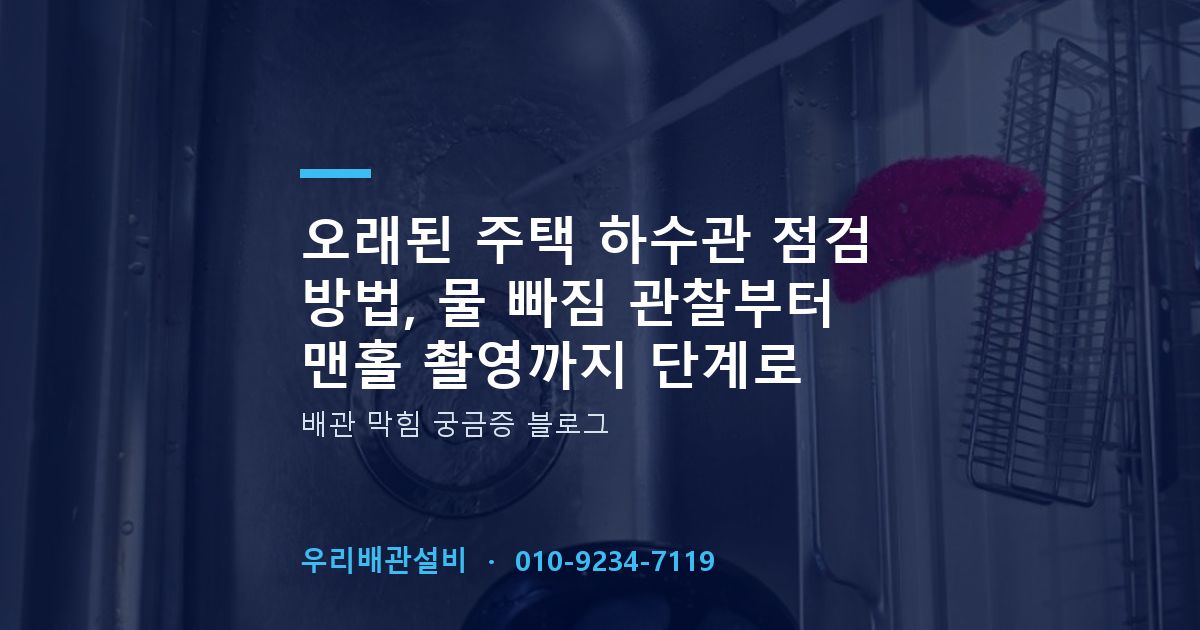 오래된 주택 하수관 점검
방법, 물 빠짐 관찰부터
맨홀 촬영까지 단계로
배관 막힘 궁금증 블로그
우리배관설비 · 010-9234-7119